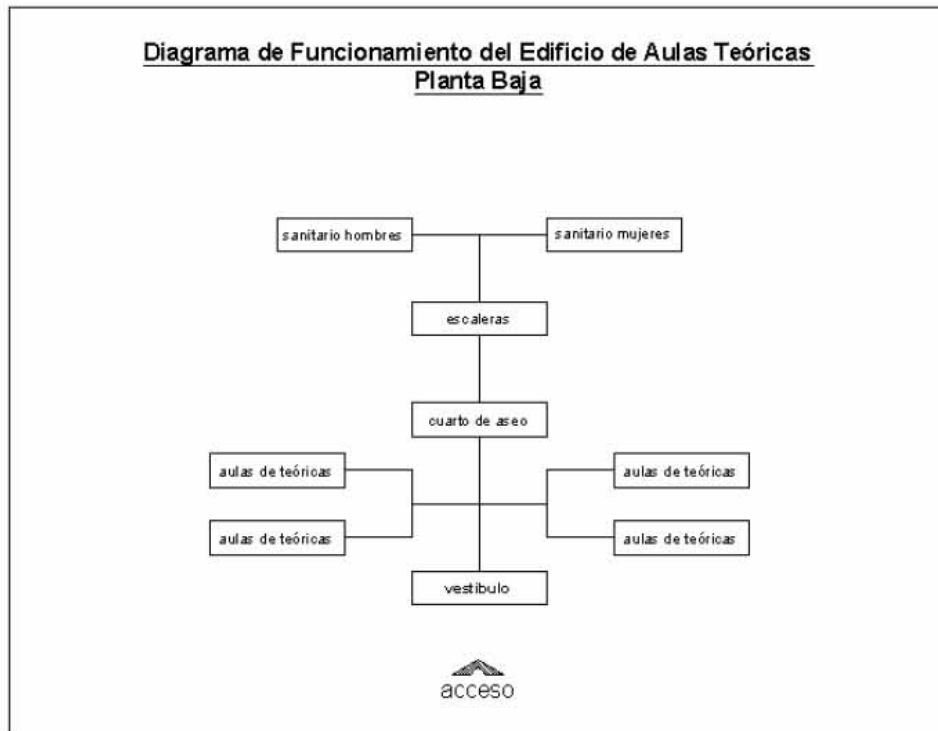 Diagrama de Funcionamiento del Edificio de Aulas Teóricas
Planta Baja
sanitario hombres
sanitario mujeres
escaleras
cuarto de aseo
aulas de teóricas
aulas de teóricas
aulas de teóricas
aulas de teóricas
vestíbulo
acceso